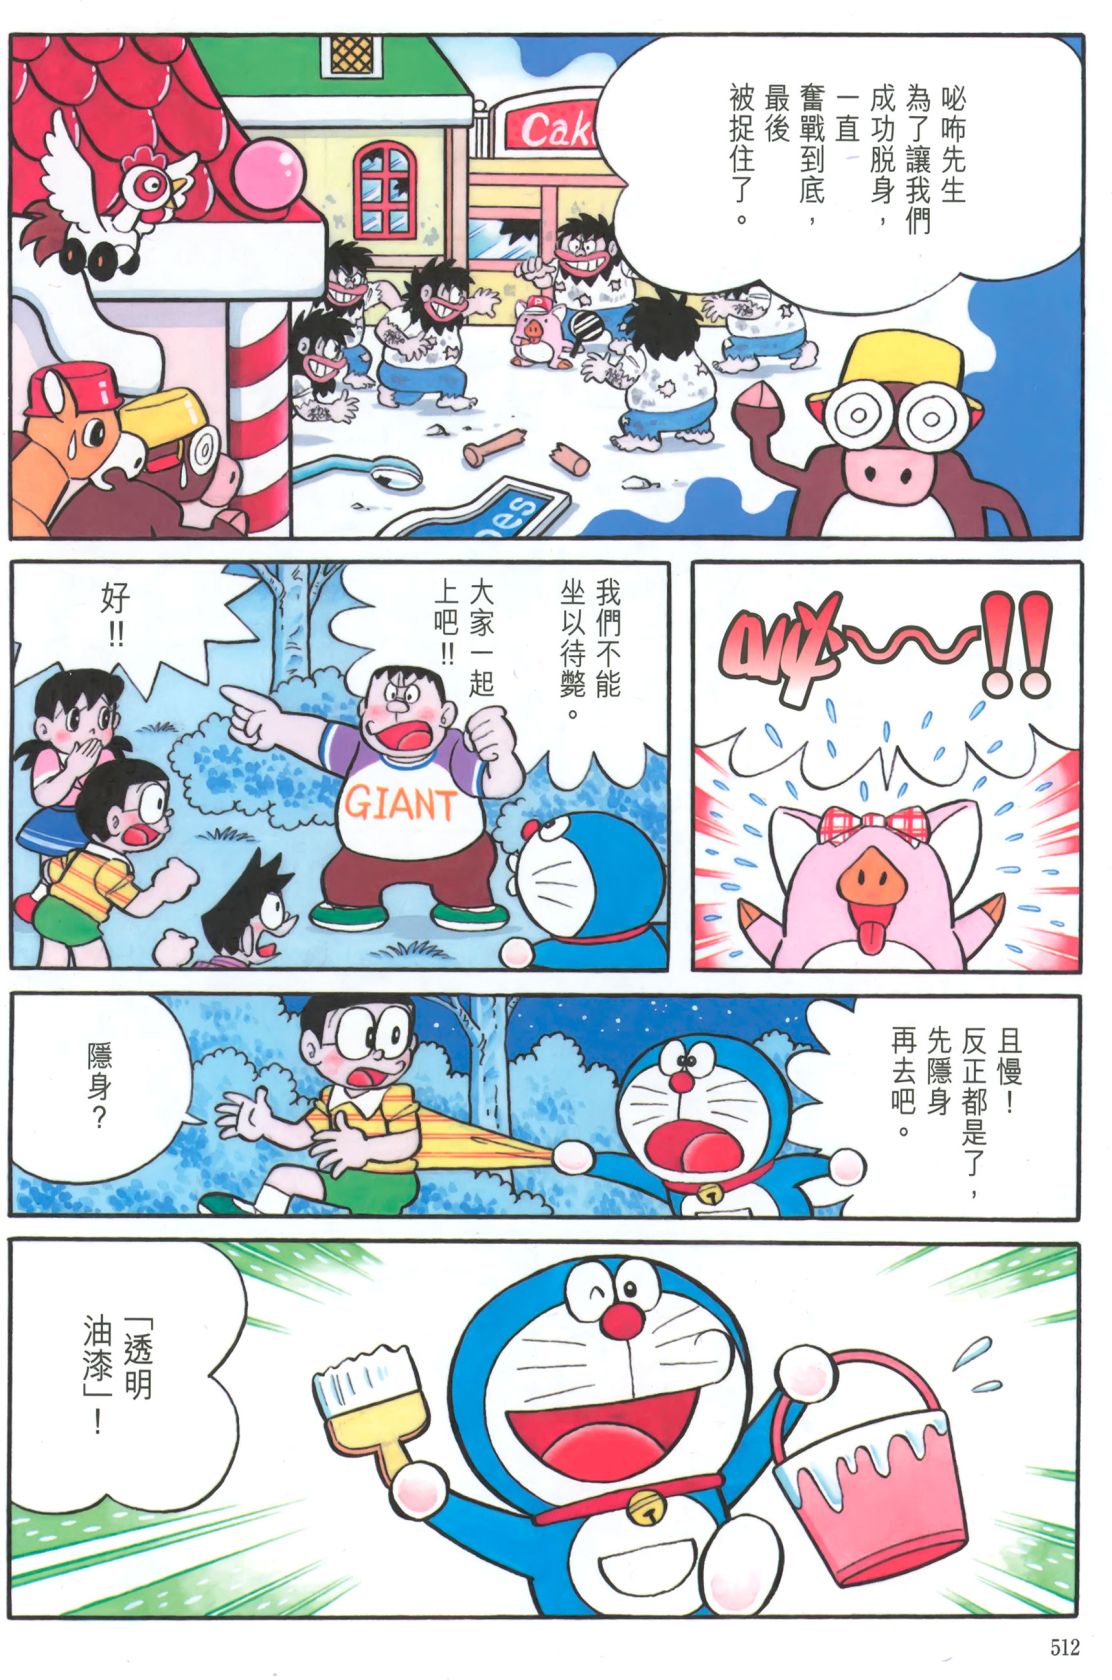 咇咘先生
為了讓我們
成功脫身，
一直
奮戰到底，
最後
被捉住了。
Cak
oes
呀～～!!
我們不能
坐以待斃。
大家一起
上吧!!
GIANT
好!!
且慢！
反正都是了，
先隱身
再去吧。
隱身？
「透明
油漆」！
512